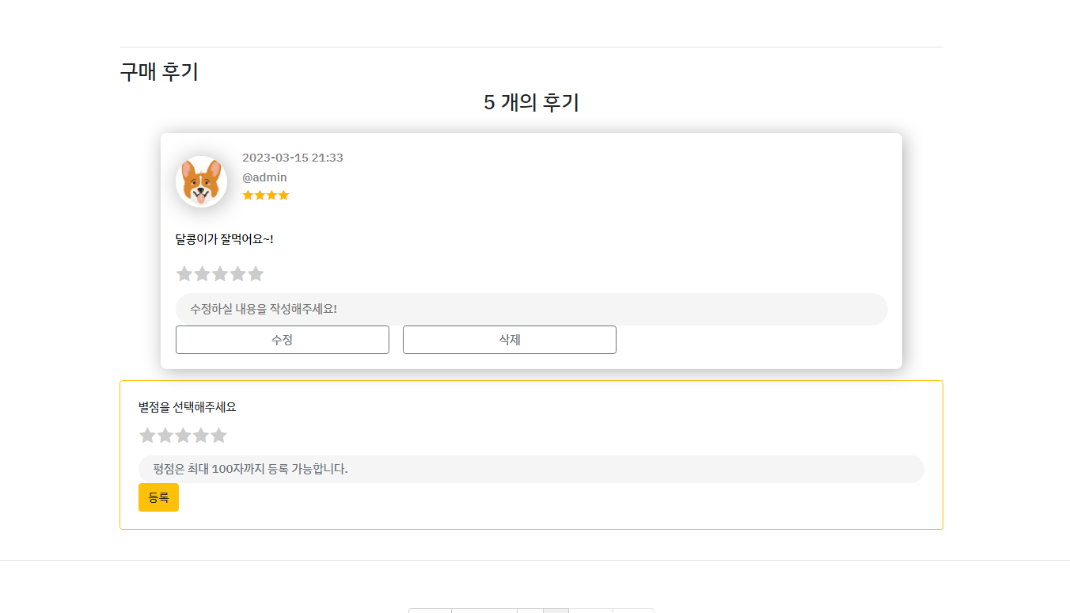 구매 후기
5 개의 후기
2023-03-15 21:33
@admin
달콩이가 잘먹어요~!
수정하실 내용을 작성해주세요!
수정
삭제
별점을 선택해주세요
평점은 최대 100자까지 등록 가능합니다.
등록